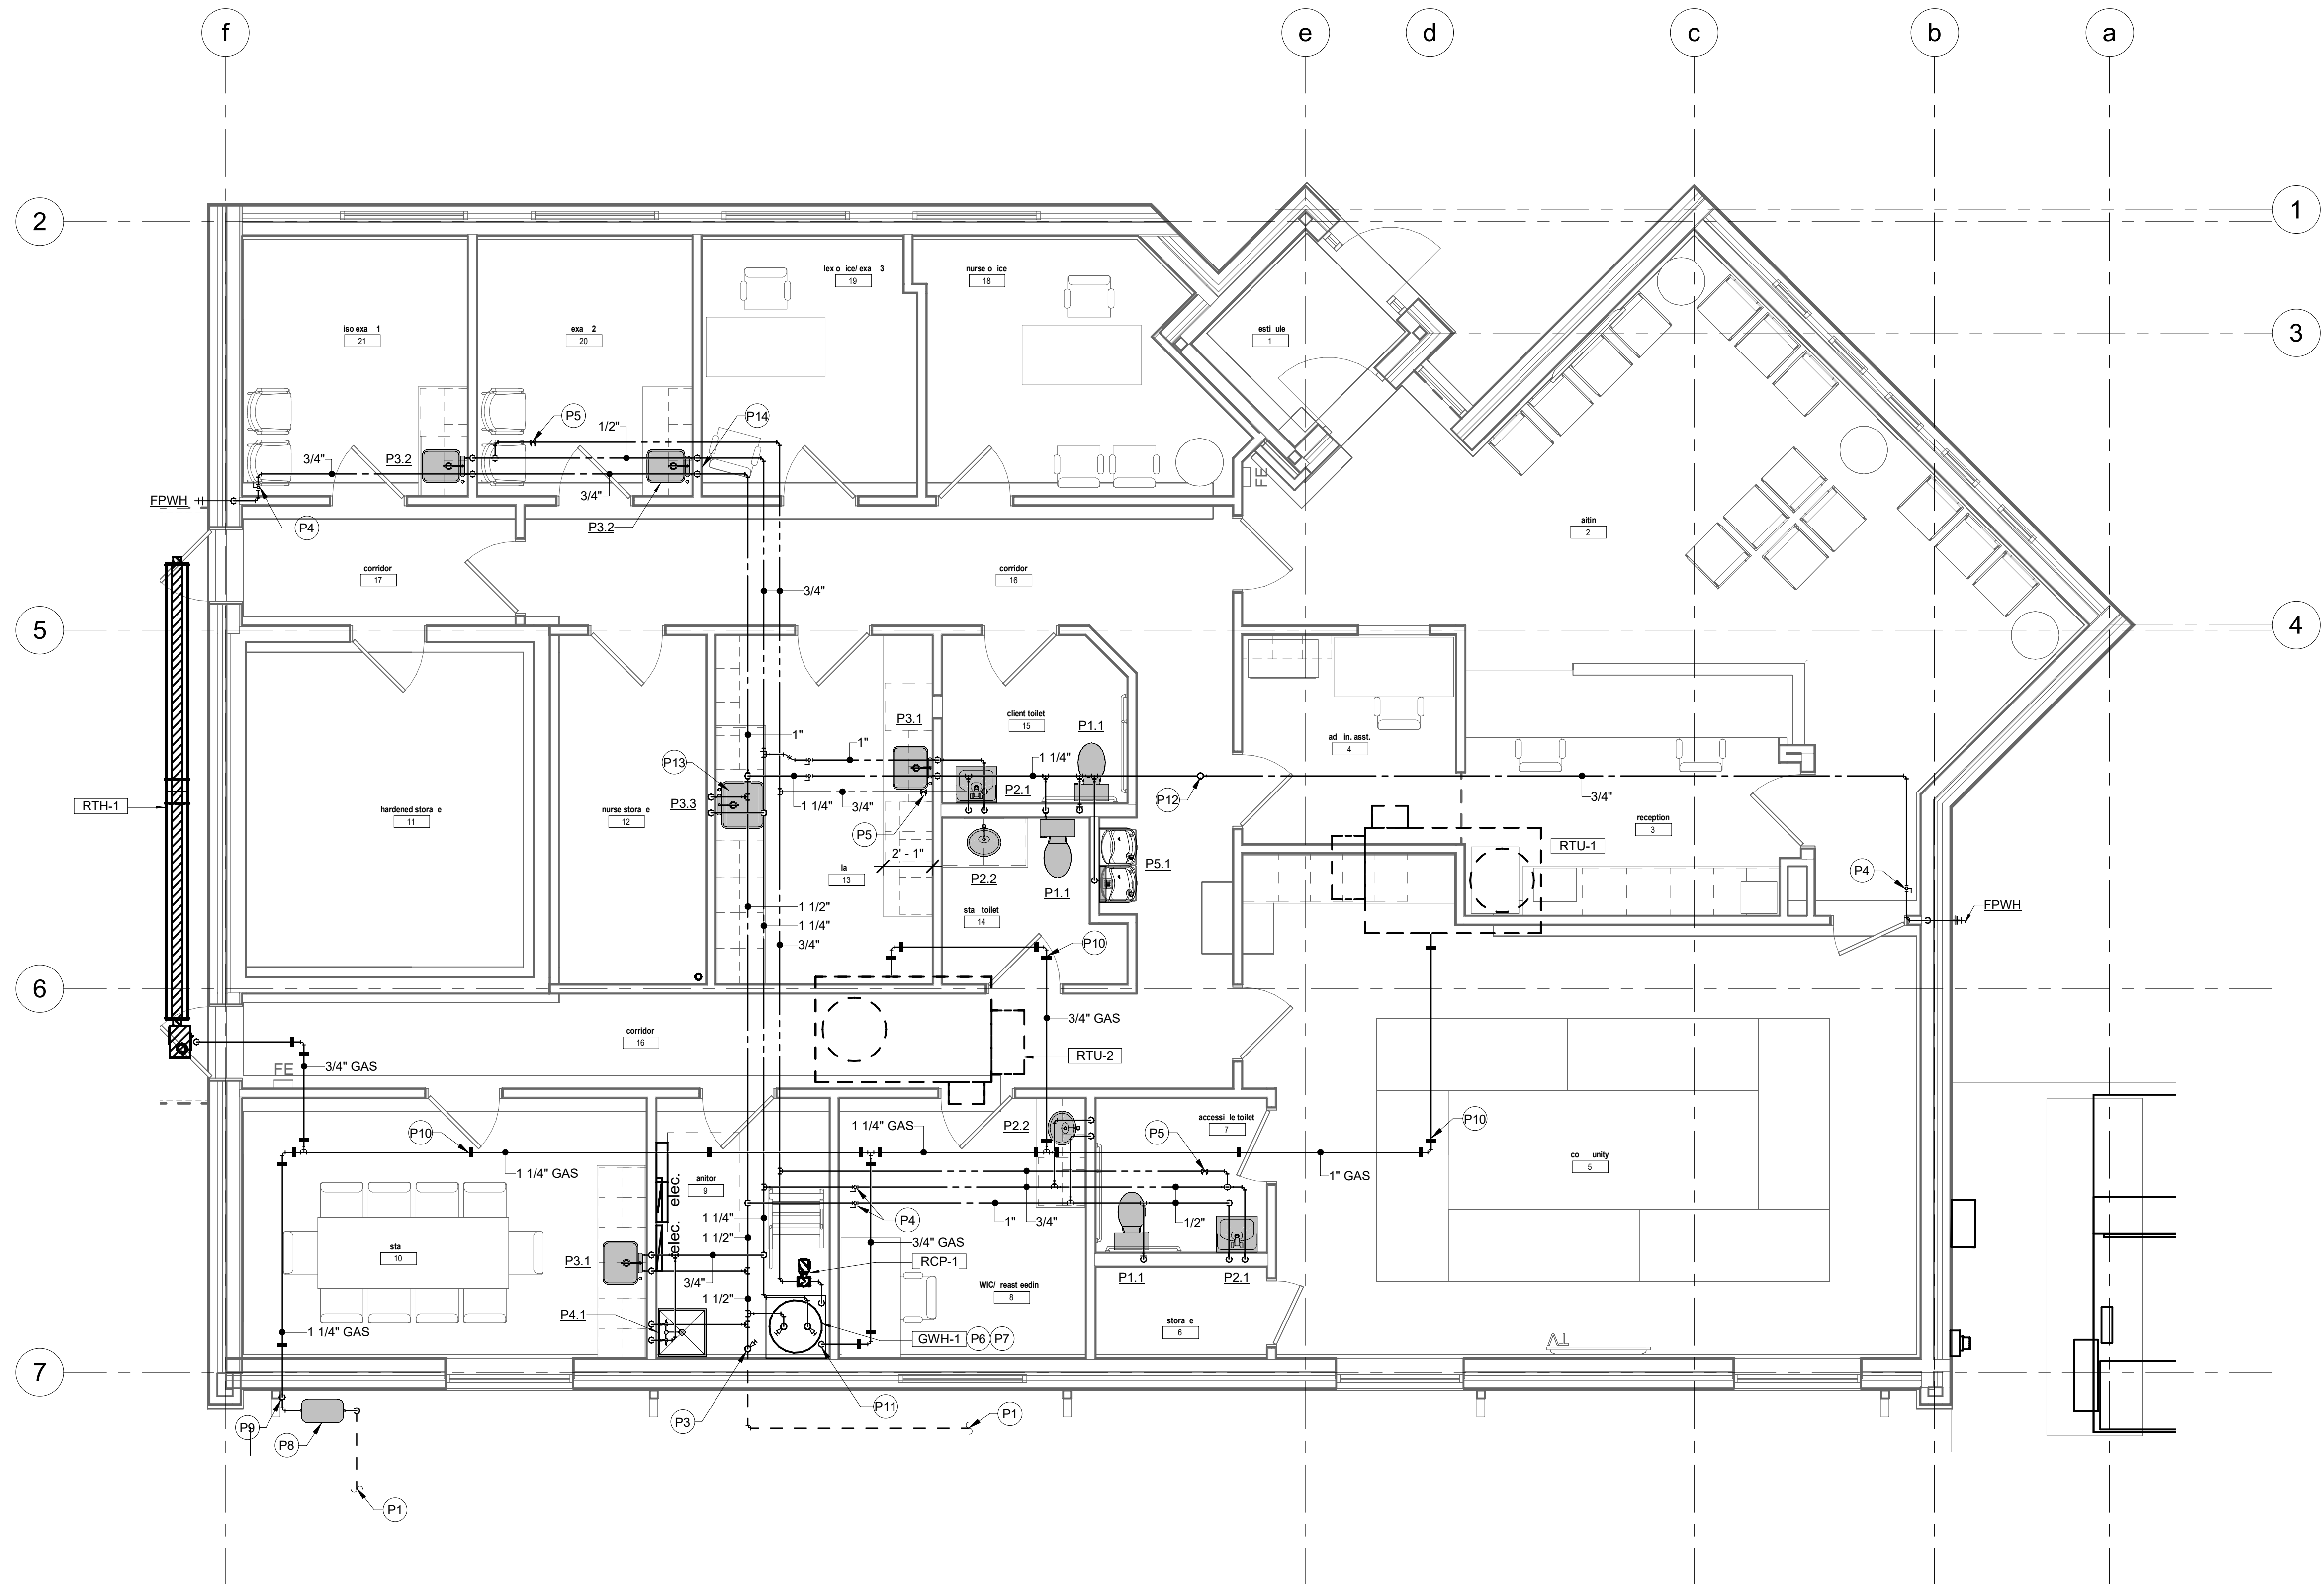 f
e
d
c
b
a
2
1
lex o ice/ exa 3
19
nurse o ice
18
iso exa 1
21
exa 2
20
esti ule
1
3
P5
P14
1/2"
3/4"
P3.2
FPWH
3/4"
P4
P3.2
FE
aitin
2
corridor
17
corridor
16
3/4"
5
4
client toilet
15
P1.1
P3.1
1"
1"
ad in. asst.
4
1 1/4"
P13
RTH-1
hardened stora e
11
nurse stora e
12
P3.3
1 1/4"
3/4"
P2.1
P12
3/4"
reception
3
P5
2' - 1"
RTU-1
la
13
P2.2
P1.1
P5.1
P4
1 1/2"
sta toilet
14
FPWH
1 1/4"
3/4"
P10
6
3/4" GAS
corridor
16
RTU-2
FE
3/4" GAS
P10
1 1/4" GAS
P2.2
accessi le toilet
7
P5
P10
1 1/4" GAS
1" GAS
co unity
5
anitor
9
elec.
elec.
1 1/4"
P4
1"
3/4"
1/2"
1 1/2"
sta
10
P3.1
3/4"
3/4" GAS
RCP-1
P1.1
P2.1
WIC/ reast eedin
8
1 1/2"
P4.1
1 1/4" GAS
GWH-1
P6
P7
stora e
6
TV
7
P9
P8
P3
P11
P1
P1